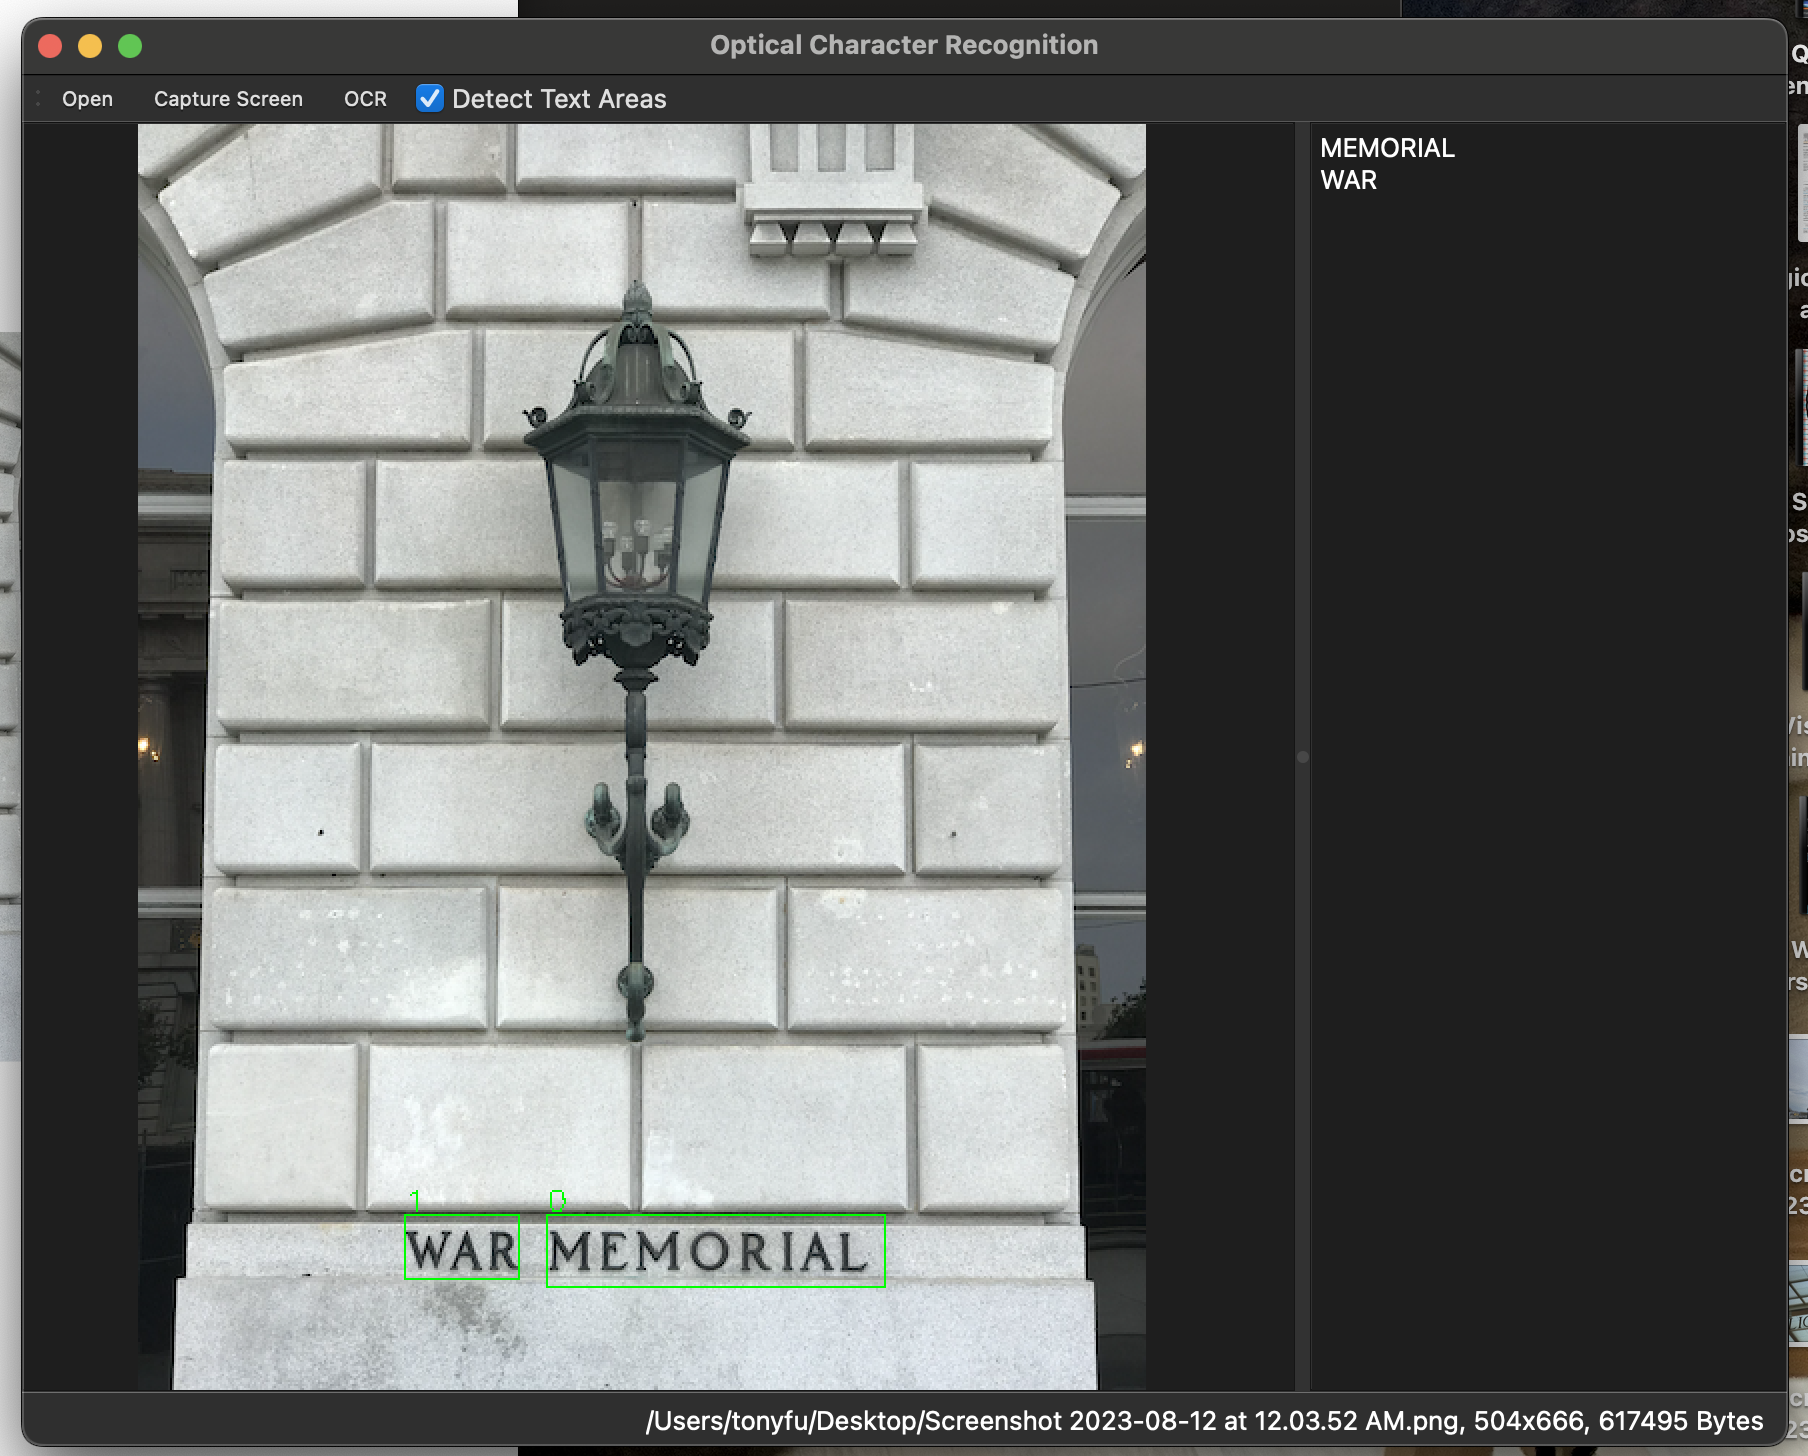 Optical Character Recognition
Open Capture Screen OCR Detect Text Areas
MEMORIAL
WAR
1 0
WAR MEMORIAL
/Users/tonyfu/Desktop/Screenshot 2023-08-12 at 12.03.52 AM.png, 504x666, 617495 Bytes